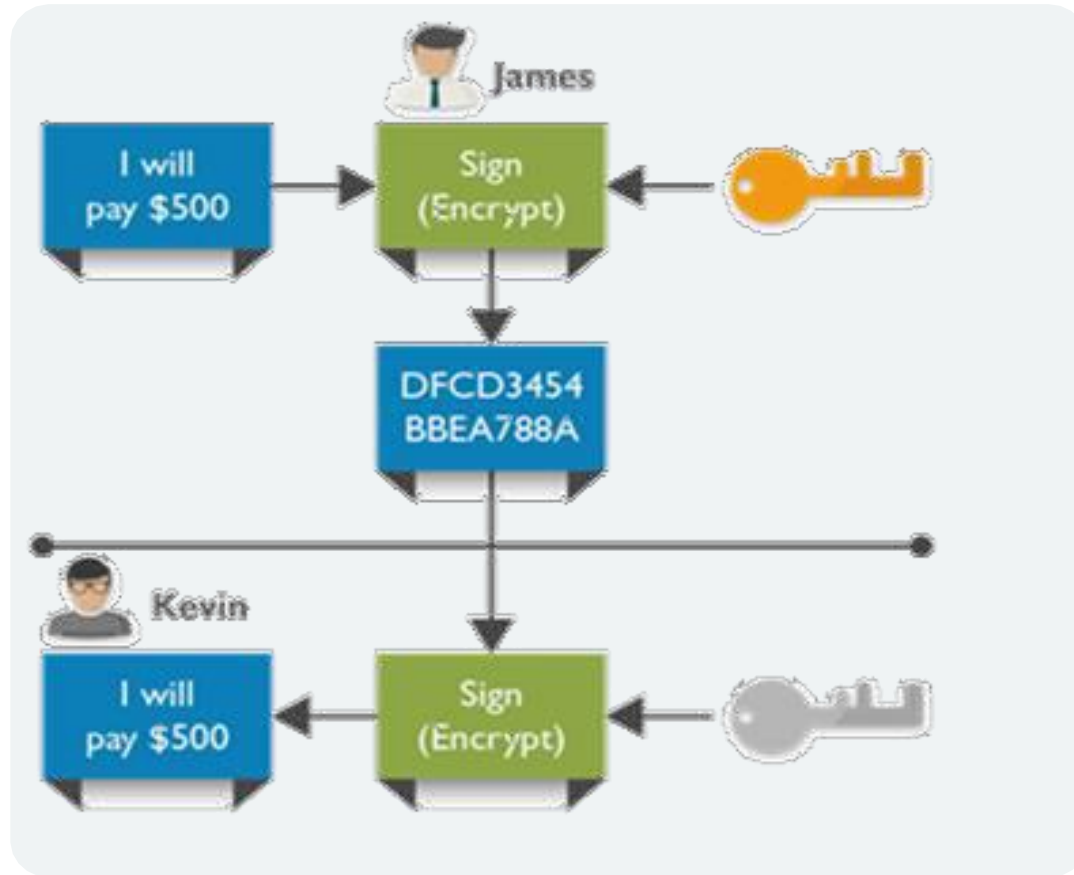 James
I will
pay $500
Sign
(Encrypt)
DFCD3454
BBEA788A
Kevin
I will
pay $500
Sign
(Encrypt)